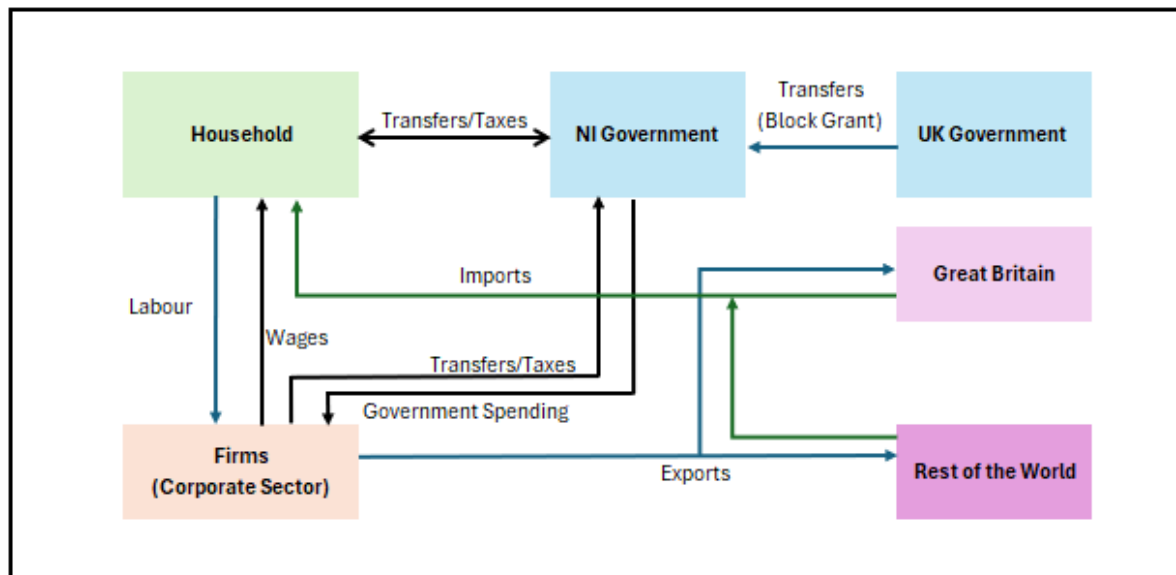 Household
Transfers/Taxes
NI Government
Transfers
(Block Grant)
UK Government
Imports
Great Britain
Labour
Wages
Transfers/Taxes
Government Spending
Firms
(Corporate Sector)
Exports
Rest of the World